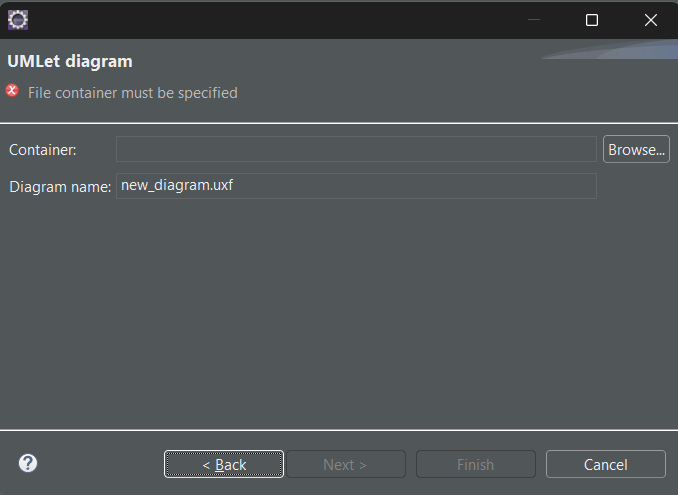 UMLet diagram
File container must be specified
Container:
Browse...
Diagram name: new_diagram.uxf
?
< Back Next > Finish Cancel